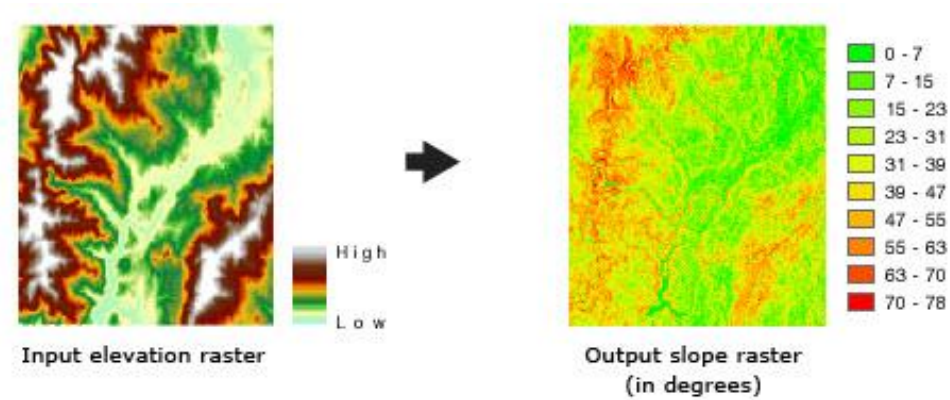 High
Low
Input elevation raster
Output slope raster
(in degrees)
0 - 7
7 - 15
15 - 23
23 - 31
31 - 39
39 - 47
47 - 55
55 - 63
63 - 70
70 - 78